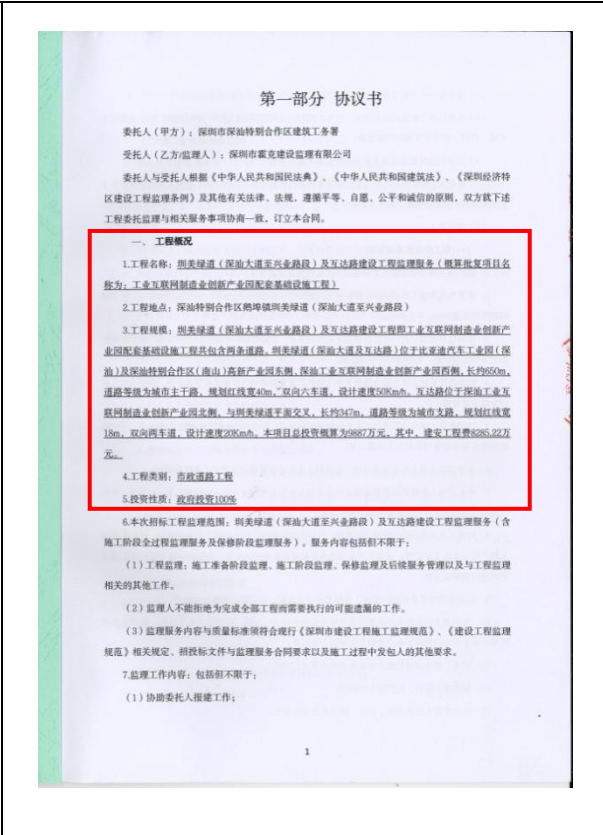 第一部分 协议书
委托人（甲方）：深圳市深汕特别合作区建筑工务署
受托人（乙方/监理人）：深圳市霍克建设监理有限公司
委托人与受托人根据《中华人民共和国民法典》、《中华人民共和国建筑法》、《深圳经济特
区建设工程监理条例》及其他有关法律、法规，遵循平等、自愿、公平和诚信的原则，双方就下述
工程委托监理与相关服务事项协商一致，订立本合同。
一、 工程概况
1.工程名称：圳美绿道（深汕大道至兴业路段）及互达路建设工程监理服务（概算批复项目名
称为：工业互联网制造业创新产业园配套基础设施工程）
2.工程地点：深汕特别合作区鹅埠镇圳美绿道（深汕大道至兴业路段）
3.工程规模：圳美绿道（深汕大道至兴业路段）及互达路建设工程即工业互联网制造业创新产
业园配套基础设施工程共包含两条道路。圳美绿道（深汕大道及互达路）位于比亚迪汽车工业园（深
汕）及深汕特别合作区（南山）高新产业园东侧、深汕工业互联网制造业创新产业园西侧，长约650m，
道路等级为城市主干路，规划红线宽40m，双向六车道，设计速度50Km/h。互达路位于深汕工业互
联网制造业创新产业园北侧，与圳美绿道平面交叉，长约347m，道路等级为城市支路，规划红线宽
18m，双向两车道，设计速度20Km/h。本项目总投资概算为9887万元，其中，建安工程费8285.22万
元。
4.工程类别：市政道路工程
5.投资性质：政府投资100%
6.本次招标工程监理范围：圳美绿道（深汕大道至兴业路段）及互达路建设工程监理服务（含
施工阶段全过程监理服务及保修阶段监理服务）。服务内容包括但不限于：
（1）工程监理：施工准备阶段监理、施工阶段监理、保修监理及后续服务管理以及与工程监理
相关的其他工作。
（2）监理人不能拒绝为完成全部工程而需要执行的可能遗漏的工作。
（3）监理服务内容与质量标准须符合现行《深圳市建设工程施工监理规范》、《建设工程监理
规范》相关规定、招投标文件与监理服务合同要求以及施工过程中发包人的其他要求。
7.监理工作内容：包括但不限于：
（1）协助委托人报建工作；
1